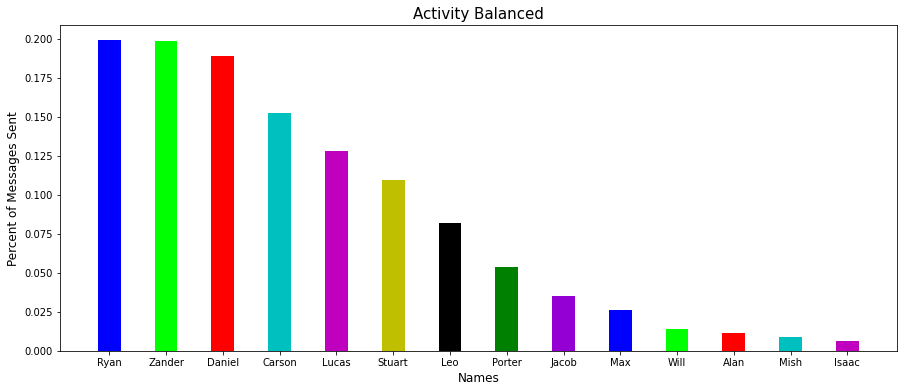 Activity Balanced
Percent of Messages Sent
0.200
0.175
0.150
0.125
0.100
0.075
0.050
0.025
0.000
Ryan Zander Daniel Carson Lucas Stuart Leo Porter Jacob Max Will Alan Mish Isaac
Names